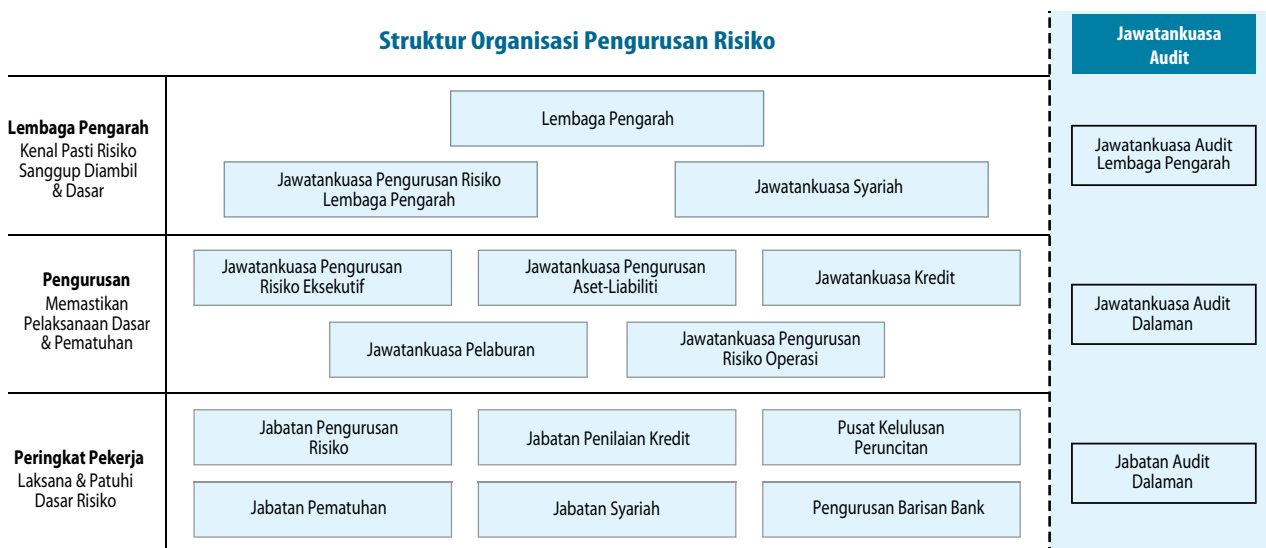 Struktur Organisasi Pengurusan Risiko
Jawatankuasa
Audit
Lembaga Pengarah
Kenal Pasti Risiko
Sanggup Diambil
& Dasar
Lembaga Pengarah
Jawatankuasa Pengurusan Risiko
Lembaga Pengarah
Jawatankuasa Syariah
Jawatankuasa Audit
Lembaga Pengarah
Pengurusan
Memastikan
Pelaksanaan Dasar
& Pematuhan
Jawatankuasa Pengurusan
Risiko Eksekutif
Jawatankuasa Pengurusan
Aset-Liabiliti
Jawatankuasa Kredit
Jawatankuasa Pelaburan
Jawatankuasa Pengurusan
Risiko Operasi
Jawatankuasa Audit
Dalaman
Peringkat Pekerja
Laksana & Patuhi
Dasar Risiko
Jabatan Pengurusan
Risiko
Jabatan Penilaian Kredit
Pusat Kelulusan
Peruncitan
Jabatan Pematuhan
Jabatan Syariah
Pengurusan Barisan Bank
Jabatan Audit
Dalaman